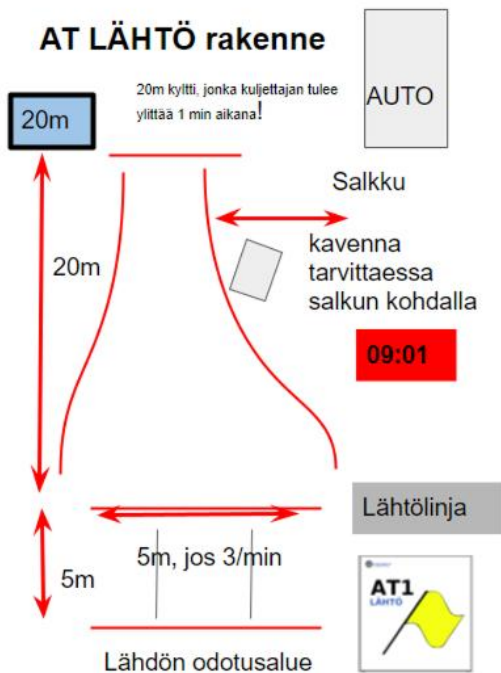 AT LÄHTÖ rakenne
20m kyltti, jonka kuljettajan tulee
ylittää 1 min aikana!
20m
AUTO
Salkku
20m
kavenna
tarvittaessa
salkun kohdalla
09:01
Lähtölinja
5m, jos 3/min
5m
AT1
LÄHTÖ
Lähdön odotusalue